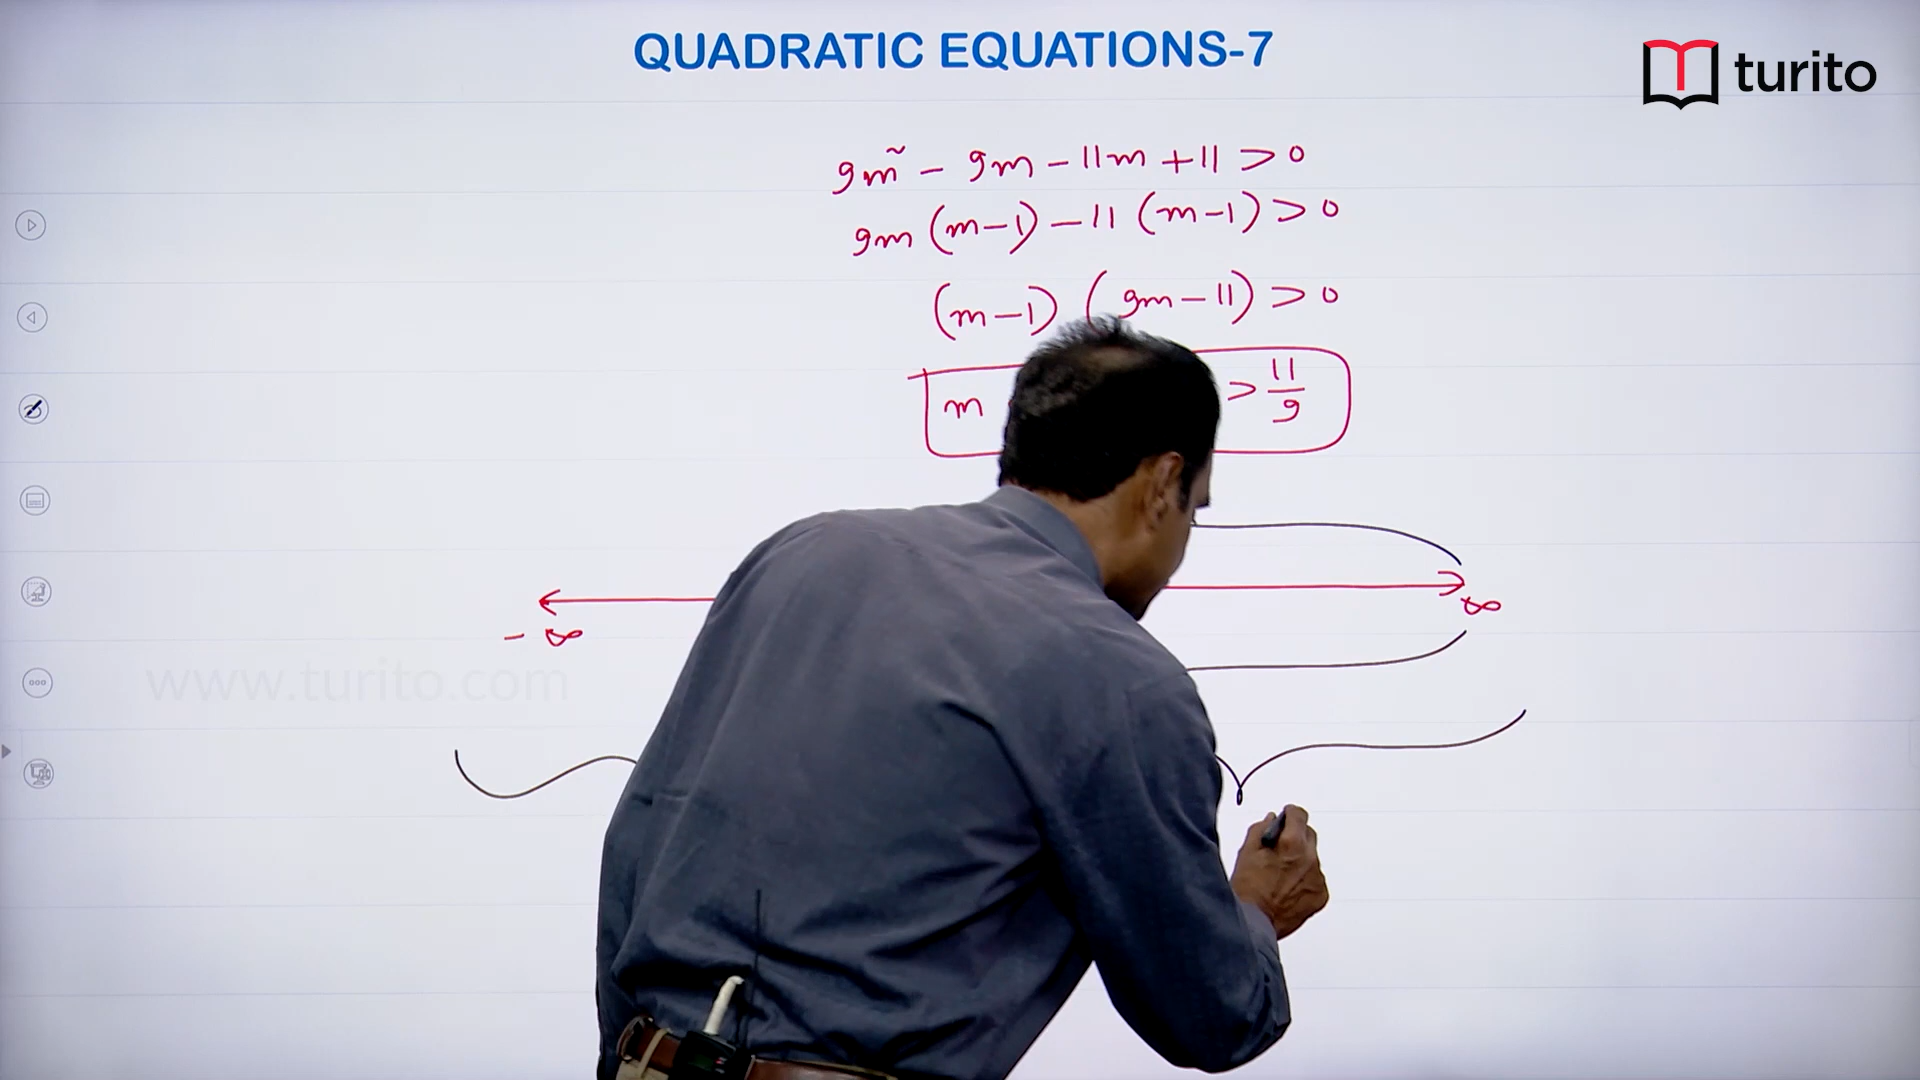 QUADRATIC EQUATIONS-7
turito
9m̃ - 9m - 11m + 11 > 0
9m (m-1) - 11 (m-1) > 0
(m-1) (9m-11) > 0
m > 11/9
- ∞ ∞
www.turito.com